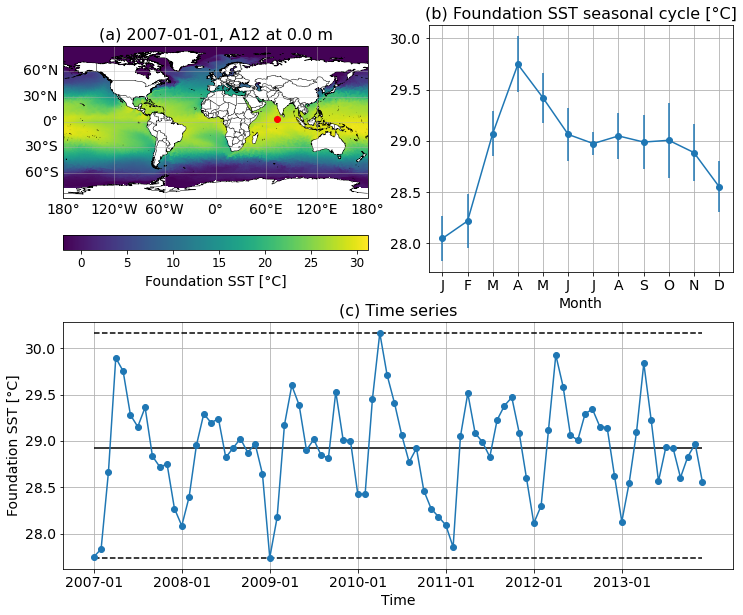 (a) 2007-01-01, A12 at 0.0 m
60°N
30°N
0°
30°S
60°S
180° 120°W 60°W 0° 60°E 120°E 180°
0 5 10 15 20 25 30
Foundation SST [°C]
(b) Foundation SST seasonal cycle [°C]
30.0
29.5
29.0
28.5
28.0
J F M A M J J A S O N D
Month
(c) Time series
Foundation SST [°C]
30.0
29.5
29.0
28.5
28.0
2007-01 2008-01 2009-01 2010-01 2011-01 2012-01 2013-01
Time